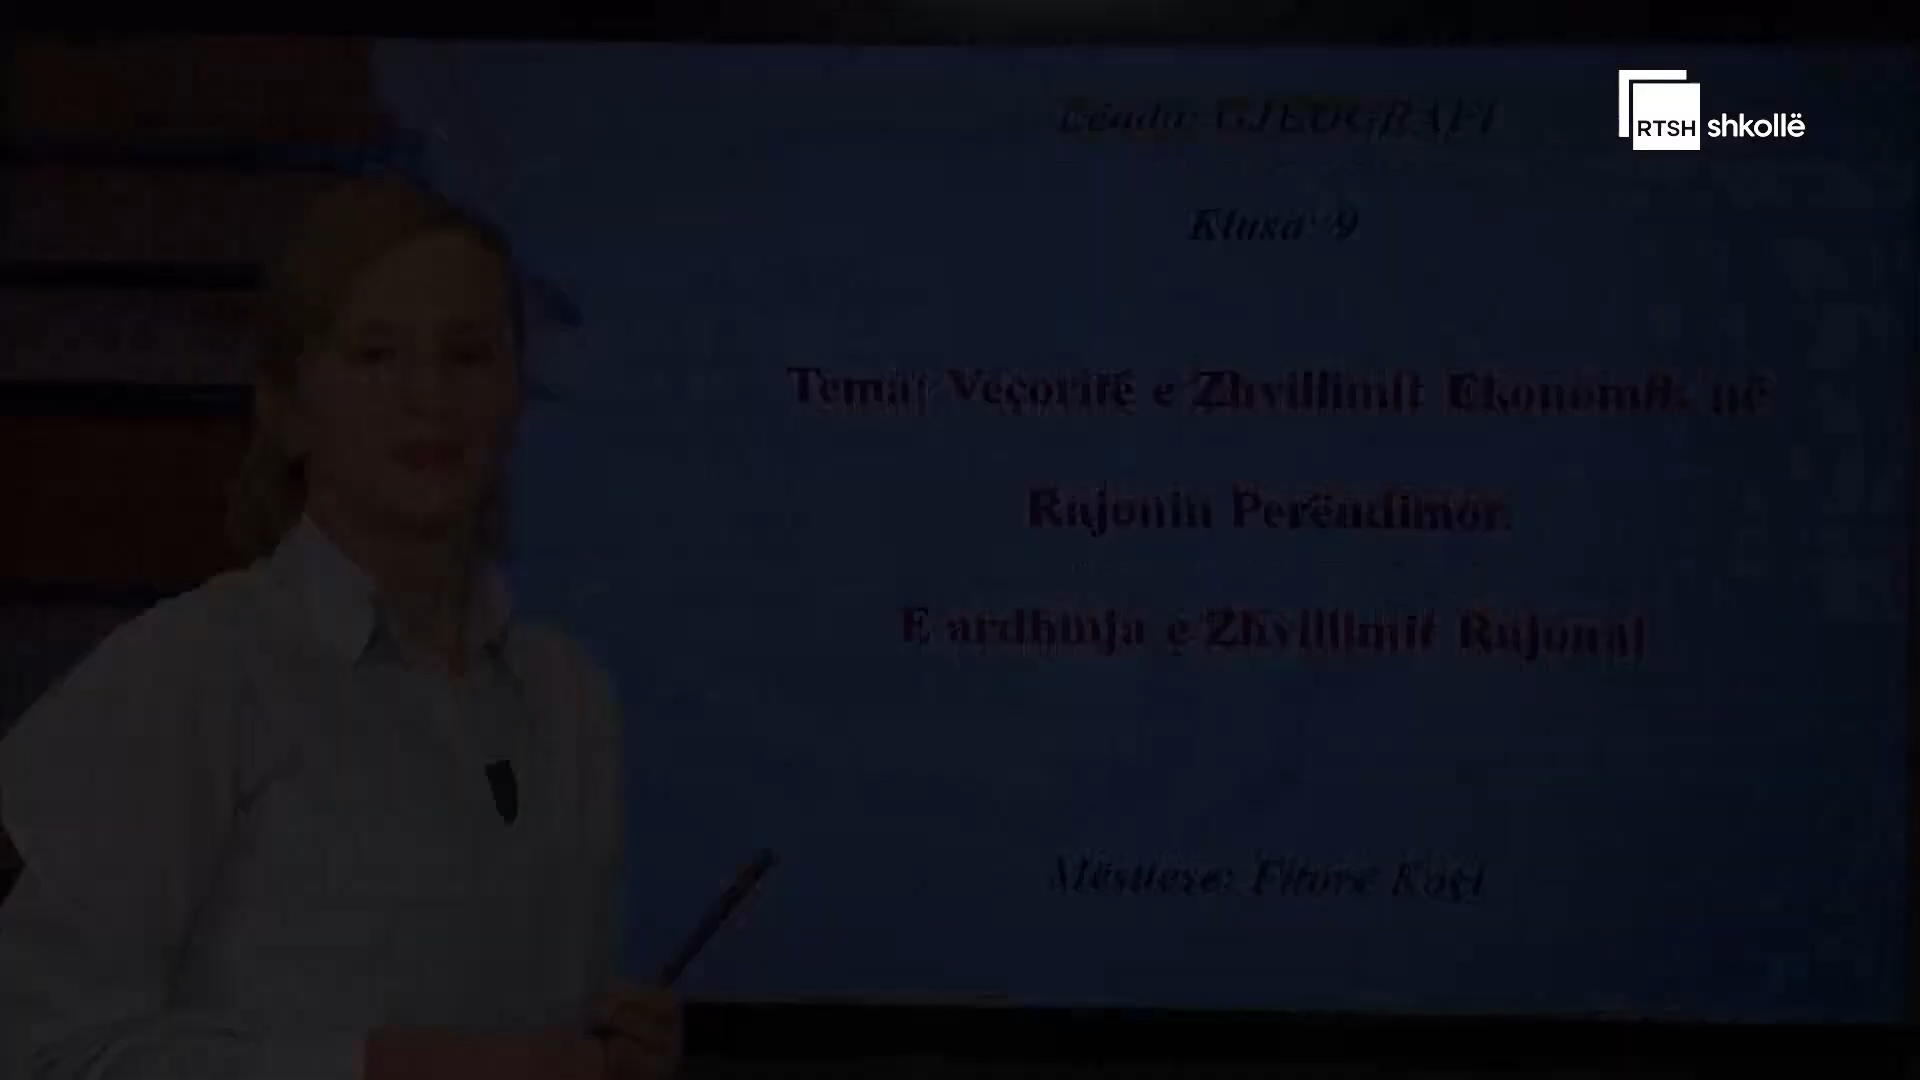 RTSH shkollë
Lënda: GJEOGRAFI
Klasa: 9
Tema: Veçoritë e Zhvillimit Ekonomik në
Rajonin Perëndimor.
E ardhmja e Zhvillimit Rajonal
Mësuese: Fitore